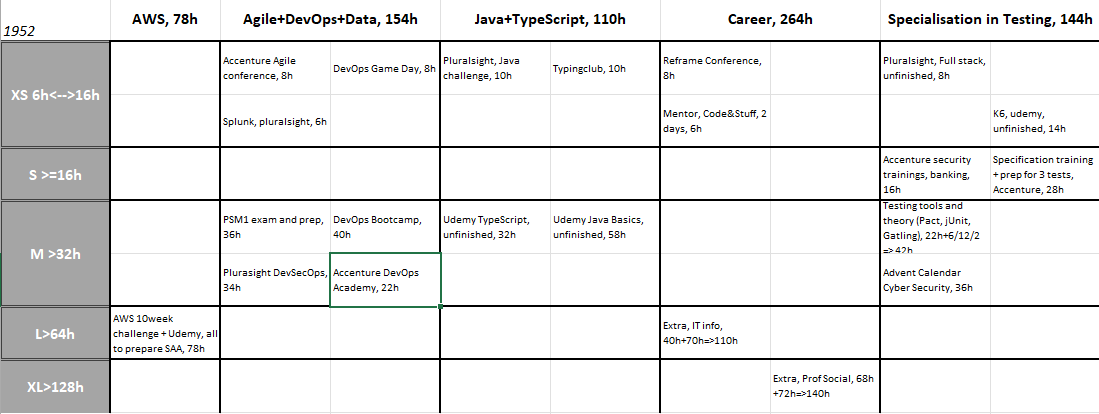 1952
AWS, 78h
Agile+DevOps+Data, 154h
Java+TypeScript, 110h
Career, 264h
Specialisation in Testing, 144h
XS 6h<-->16h
Accenture Agile
conference, 8h
DevOps Game Day, 8h
Pluralsight, Java
challenge, 10h
Typingclub, 10h
Reframe Conference,
8h
Pluralsight, Full stack,
unfinished, 8h
Splunk, pluralsight, 6h
Mentor, Code&Stuff, 2
days, 6h
K6, udemy,
unfinished, 14h
S >=16h
Accenture security
trainings, banking,
16h
Specification training
+ prep for 3 tests,
Accenture, 28h
M >32h
PSM1 exam and prep,
36h
DevOps Bootcamp,
40h
Udemy TypeScript,
unfinished, 32h
Udemy Java Basics,
unfinished, 58h
Testing tools and
theory (Pact, jUnit,
Gatling), 22h+6/12/2
=> 42h
Plurasight DevSecOps,
34h
Accenture DevOps
Academy, 22h
Advent Calendar
Cyber Security, 36h
L>64h
AWS 10week
challenge + Udemy, all
to prepare SAA, 78h
Extra, IT info,
40h+70h=>110h
XL>128h
Extra, Prof Social, 68h
+72h=>140h